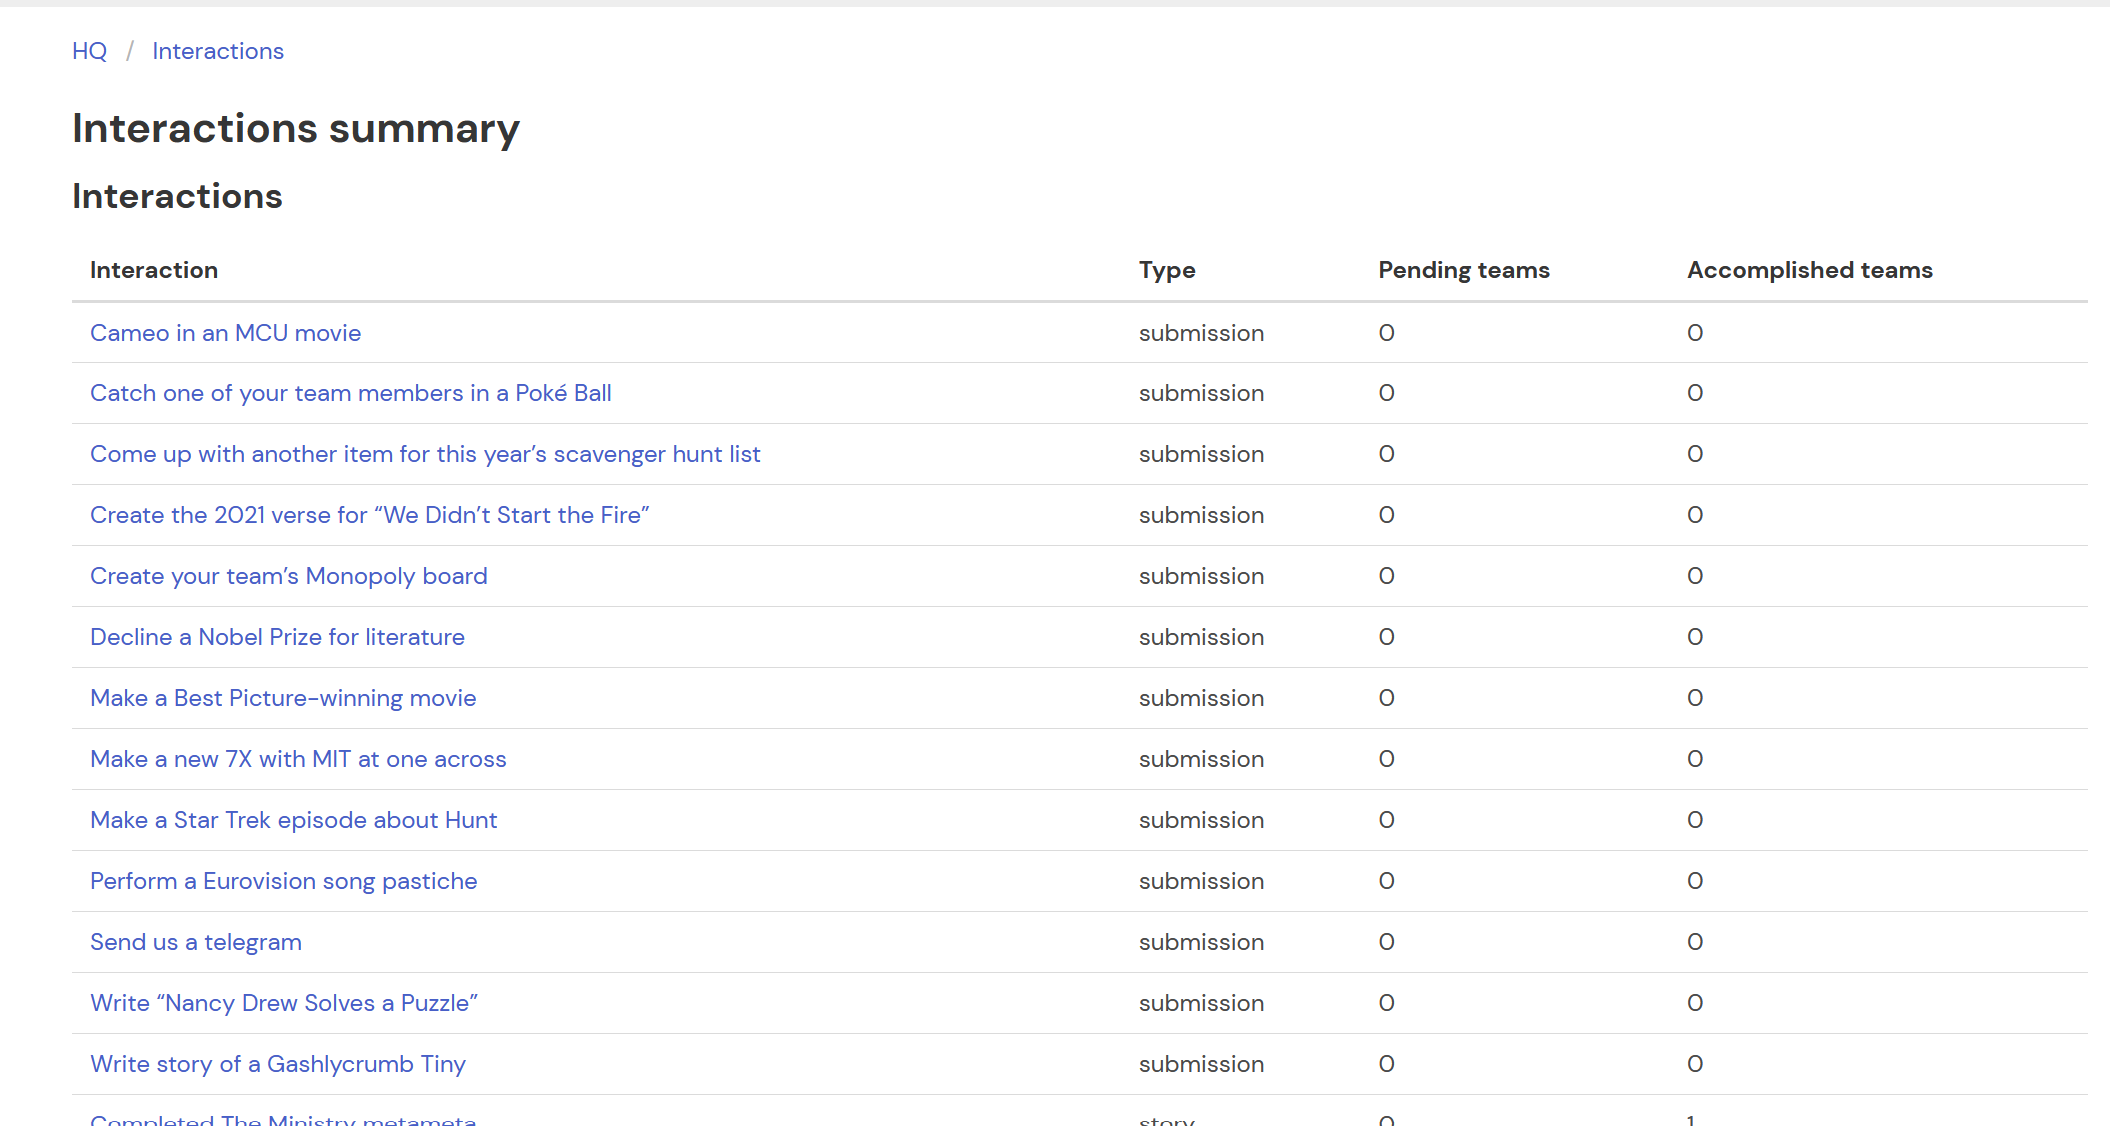 HQ / Interactions
Interactions summary
Interactions
Interaction Type Pending teams Accomplished teams
Cameo in an MCU movie submission 0 0
Catch one of your team members in a Poké Ball submission 0 0
Come up with another item for this year’s scavenger hunt list submission 0 0
Create the 2021 verse for “We Didn’t Start the Fire” submission 0 0
Create your team’s Monopoly board submission 0 0
Decline a Nobel Prize for literature submission 0 0
Make a Best Picture-winning movie submission 0 0
Make a new 7X with MIT at one across submission 0 0
Make a Star Trek episode about Hunt submission 0 0
Perform a Eurovision song pastiche submission 0 0
Send us a telegram submission 0 0
Write “Nancy Drew Solves a Puzzle” submission 0 0
Write story of a Gashlycrumb Tiny submission 0 0
Completed The Ministry metameta story 0 1